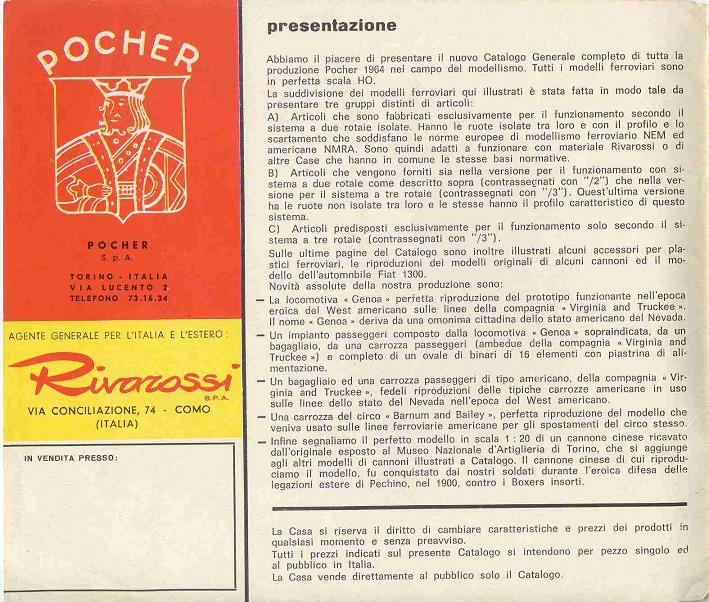 POCHER
POCHER
S. p. A.
TORINO - ITALIA
VIA LUCENTO 2
TELEFONO 73.16.34
AGENTE GENERALE PER L'ITALIA E L'ESTERO:
Rivarossi
S.P.A.
VIA CONCILIAZIONE, 74 - COMO
(ITALIA)
IN VENDITA PRESSO:
presentazione
Abbiamo il piacere di presentare il nuovo Catalogo Generale completo di tutta la
produzione Pocher 1964 nel campo del modellismo. Tutti i modelli ferroviari sono
in perfetta scala HO.
La suddivisione dei modelli ferroviari qui illustrati è stata fatta in modo tale da
presentare tre gruppi distinti di articoli:
A) Articoli che sono fabbricati esclusivamente per il funzionamento secondo il
sistema a due rotaie isolate. Hanno le ruote isolate tra loro e con il profilo e lo
scartamento che soddisfano le norme europee di modellismo ferroviario NEM ed
americane NMRA. Sono quindi adatti a funzionare con materiale Rivarossi o di
altre Case che hanno in comune le stesse basi normative.
B) Articoli che vengono forniti sia nella versione per il funzionamento con si-
stema a due rotaie come descritto sopra (contrassegnati con "/2") che nella ver-
sione per il sistema a tre rotaie (contrassegnati con "/3"). Quest'ultima versione
ha le ruote non isolate tra loro e le stesse hanno il profilo caratteristico di questo
sistema.
C) Articoli predisposti esclusivamente per il funzionamento solo secondo il si-
stema a tre rotaie (contrassegnati con "/3").
Sulle ultime pagine del Catalogo sono inoltre illustrati alcuni accessori per pla-
stici ferroviari, le riproduzioni dei modelli originali di alcuni cannoni ed il mo-
dello dell'automobile Fiat 1300.
Novità assolute della nostra produzione sono:
— La locomotiva « Genoa » perfetta riproduzione del prototipo funzionante nell'epoca
eroica del West americano sulle linee della compagnia « Virginia and Truckee ».
Il nome « Genoa » deriva da una omonima cittadina dello stato americano del Nevada.
— Un impianto passeggeri composto dalla locomotiva « Genoa » sopraindicata, da un
bagagliaio, da una carrozza passeggeri (ambedue della compagnia « Virginia and
Truckee ») e completo di un ovale di binari di 16 elementi con piastrina di ali-
mentazione.
— Un bagagliaio ed una carrozza passeggeri di tipo americano, della compagnia « Vir-
ginia and Truckee », fedeli riproduzioni delle tipiche carrozze americane in uso
sulle linee dello stato del Nevada nell'epoca del West americano.
— Una carrozza del circo « Barnum and Bailey », perfetta riproduzione del modello che
veniva usato sulle linee ferroviarie americane per gli spostamenti del circo stesso.
— Infine segnaliamo il perfetto modello in scala 1 : 20 di un cannone cinese ricavato
dall'originale esposto al Museo Nazionale d'Artiglieria di Torino, che si aggiunge
agli altri modelli di cannoni illustrati a Catalogo. Il cannone cinese di cui riprodu-
ciamo il modello, fu conquistato dai nostri soldati durante l'eroica difesa delle
legazioni estere di Pechino, nel 1900, contro i Boxers insorti.
La Casa si riserva il diritto di cambiare caratteristiche e prezzi dei prodotti in
qualsiasi momento e senza preavviso.
Tutti i prezzi indicati sul presente Catalogo si intendono per pezzo singolo ed
al pubblico in Italia.
La Casa vende direttamente al pubblico solo il Catalogo.